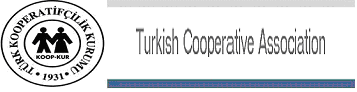 TÜRK KOOPERATİFÇİLİK KURUMU
KOOP-KUR
• 1931 •
Turkish Cooperative Association